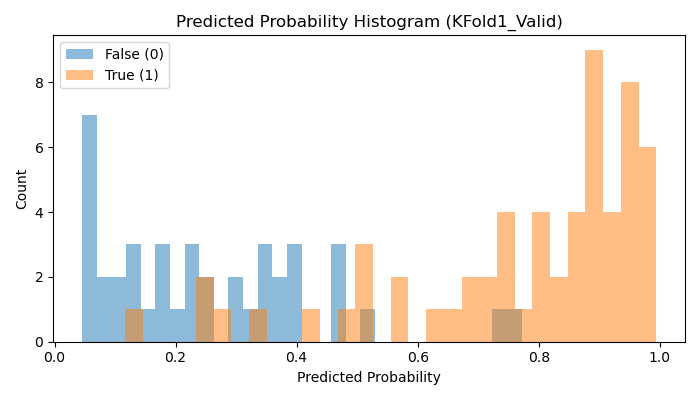 Predicted Probability Histogram (KFold1_Valid)
False (0)
True (1)
Count
8
6
4
2
0
0.0 0.2 0.4 0.6 0.8 1.0
Predicted Probability